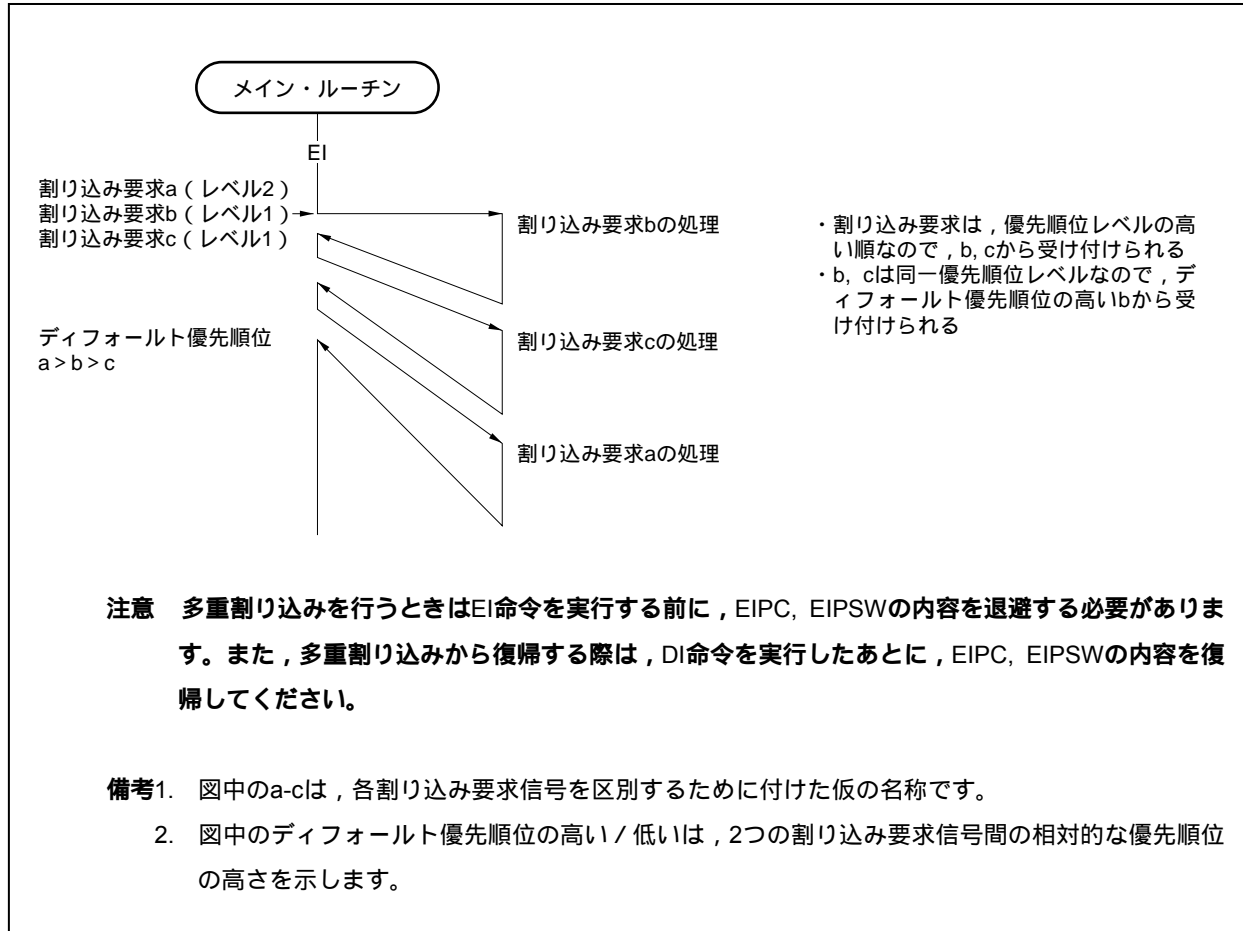 メイン・ルーチン
EI
割り込み要求a（レベル2）
割り込み要求b（レベル1）
割り込み要求c（レベル1）
ディフォールト優先順位
a>b>c
割り込み要求bの処理
割り込み要求cの処理
割り込み要求aの処理
・割り込み要求は，優先順位レベルの高
い順なので，b, cから受け付けられる
・b, cは同一優先順位レベルなので，デ
ィフォールト優先順位の高いbから受
け付けられる
注意 多重割り込みを行うときはEI命令を実行する前に，EIPC, EIPSWの内容を退避する必要がありま
す。また，多重割り込みから復帰する際は，DI命令を実行したあとに，EIPC, EIPSWの内容を復
帰してください。
備考1. 図中のa-cは，各割り込み要求信号を区別するために付けた仮の名称です。
2. 図中のディフォールト優先順位の高い／低いは，2つの割り込み要求信号間の相対的な優先順位
の高さを示します。